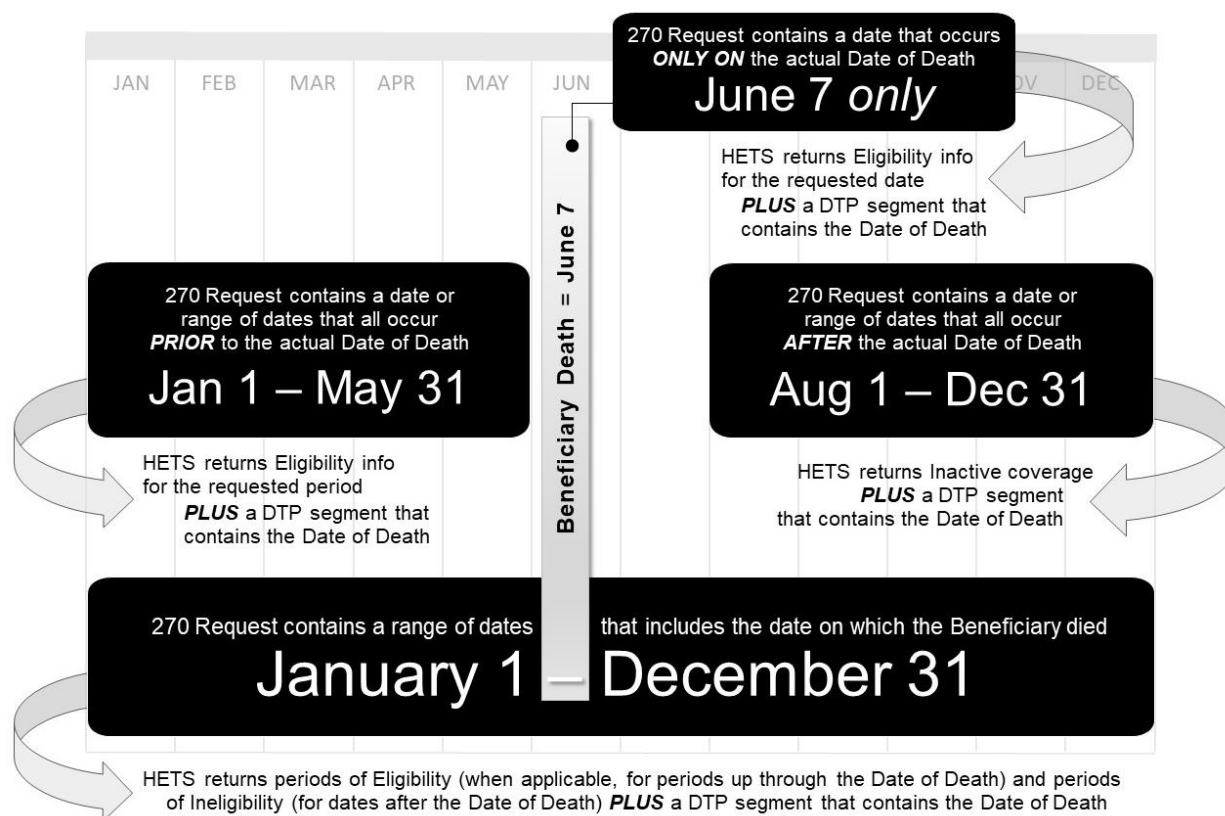 270 Request contains a date that occurs
ONLY ON the actual Date of Death
June 7 only
JAN FEB MAR APR MAY JUN OV DEC
HETS returns Eligibility info
for the requested date
PLUS a DTP segment that
contains the Date of Death
Beneficiary Death = June 7
270 Request contains a date or
range of dates that all occur
PRIOR to the actual Date of Death
Jan 1 – May 31
HETS returns Eligibility info
for the requested period
PLUS a DTP segment that
contains the Date of Death
270 Request contains a date or
range of dates that all occur
AFTER the actual Date of Death
Aug 1 – Dec 31
HETS returns Inactive coverage
PLUS a DTP segment
that contains the Date of Death
270 Request contains a range of dates that includes the date on which the Beneficiary died
January 1 – December 31
HETS returns periods of Eligibility (when applicable, for periods up through the Date of Death) and periods
of Ineligibility (for dates after the Date of Death) PLUS a DTP segment that contains the Date of Death